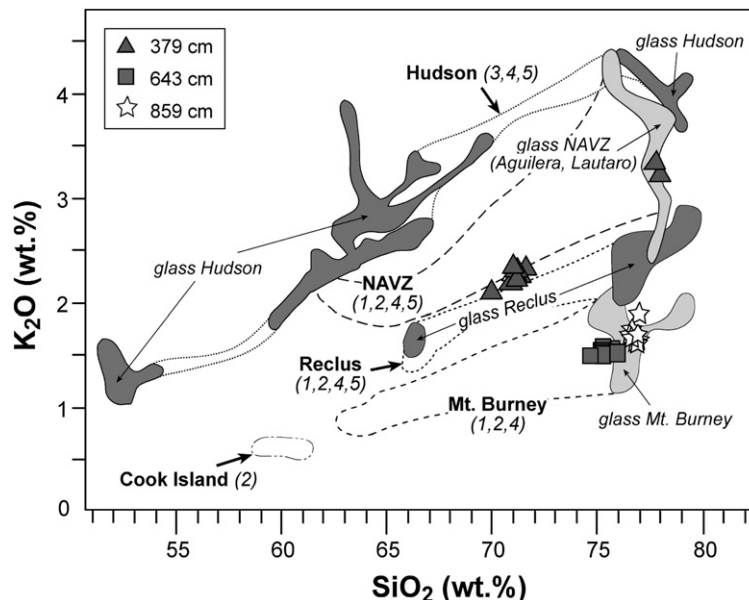 379 cm
643 cm
859 cm
glass Hudson
Hudson (3,4,5)
glass NAVZ
(Aguilera, Lautaro)
glass Hudson
NAVZ
(1,2,4,5)
glass Reclus
Reclus
(1,2,4,5)
Mt. Burney
(1,2,4)
glass Mt. Burney
Cook Island (2)
K₂O (wt.%)
4
3
2
1
0
55
60
65
70
75
80
SiO₂ (wt.%)